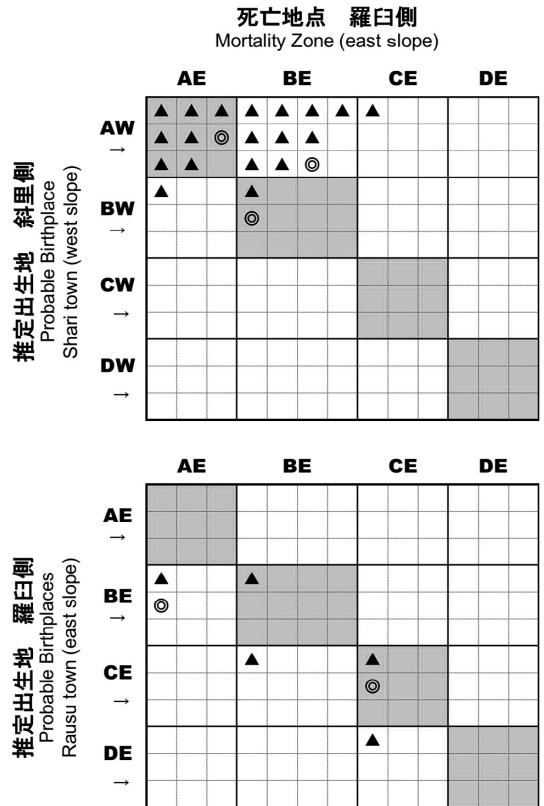 死亡地点　羅臼側
Mortality Zone (east slope)
AE BE CE DE
AW
→
BW
→
CW
→
DW
→
推定出生地　斜里側
Probable Birthplace
Shari town (west slope)
AE BE CE DE
AE
→
BE
→
CE
→
DE
→
推定出生地　羅臼側
Probable Birthplaces
Rausu town (east slope)